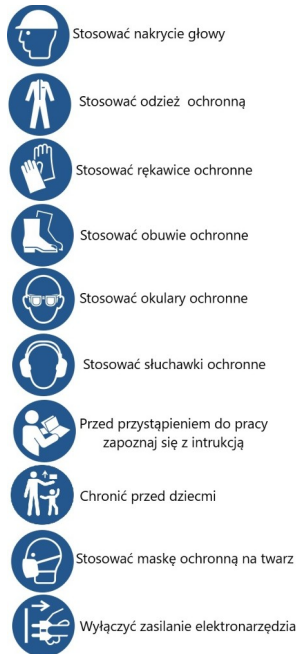 Stosować nakrycie głowy
Stosować odzież ochronną
Stosować rękawice ochronne
Stosować obuwie ochronne
Stosować okulary ochronne
Stosować słuchawki ochronne
Przed przystąpieniem do pracy
zapoznaj się z intrukcją
Chronić przed dziecmi
Stosować maskę ochronną na twarz
Wyłączyć zasilanie elektronarzędzia